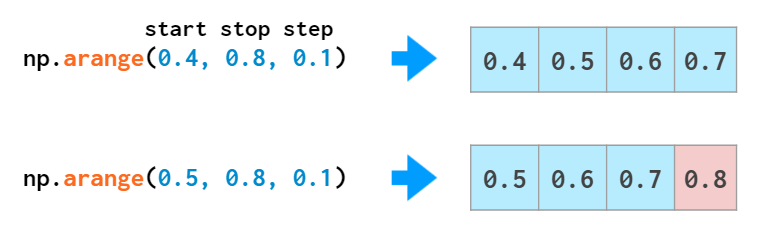 start stop step
np.arange(0.4, 0.8, 0.1) 0.4 0.5 0.6 0.7
np.arange(0.5, 0.8, 0.1) 0.5 0.6 0.7 0.8